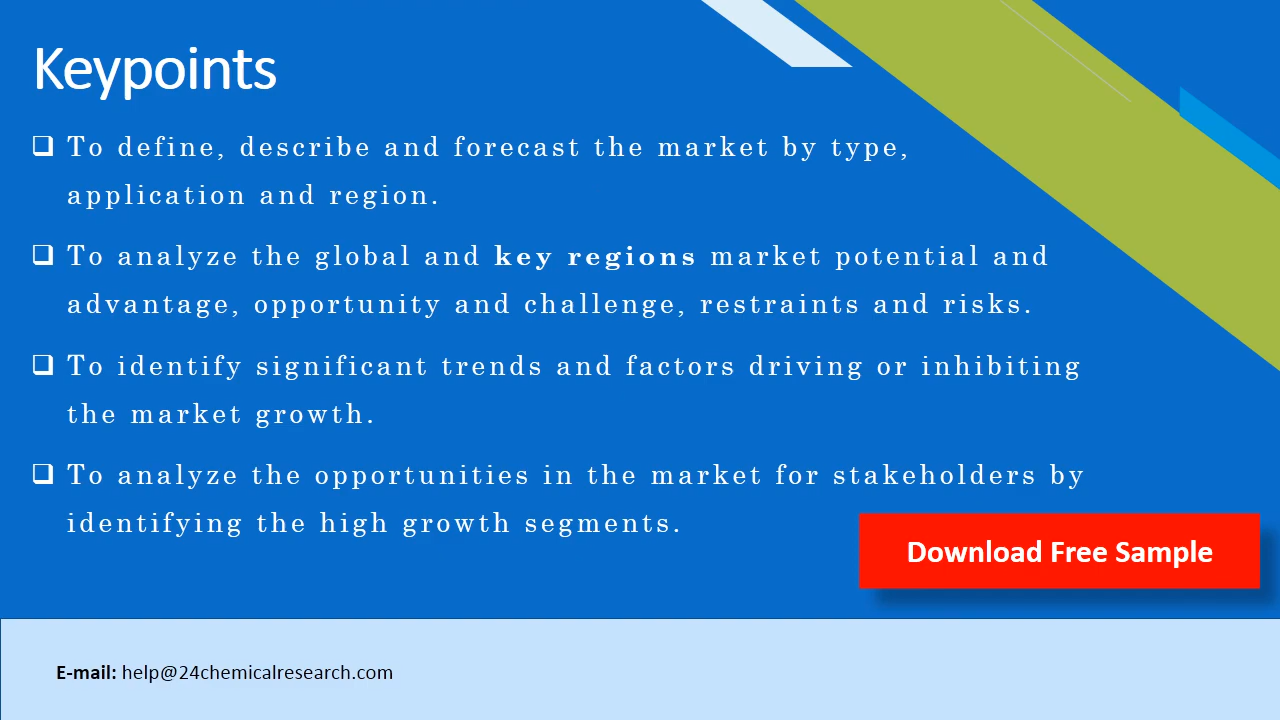 Keypoints
❑ To define, describe and forecast the market by type,
application and region.
❑ To analyze the global and key regions market potential and
advantage, opportunity and challenge, restraints and risks.
❑ To identify significant trends and factors driving or inhibiting
the market growth.
❑ To analyze the opportunities in the market for stakeholders by
identifying the high growth segments.
Download Free Sample
E-mail: help@24chemicalresearch.com